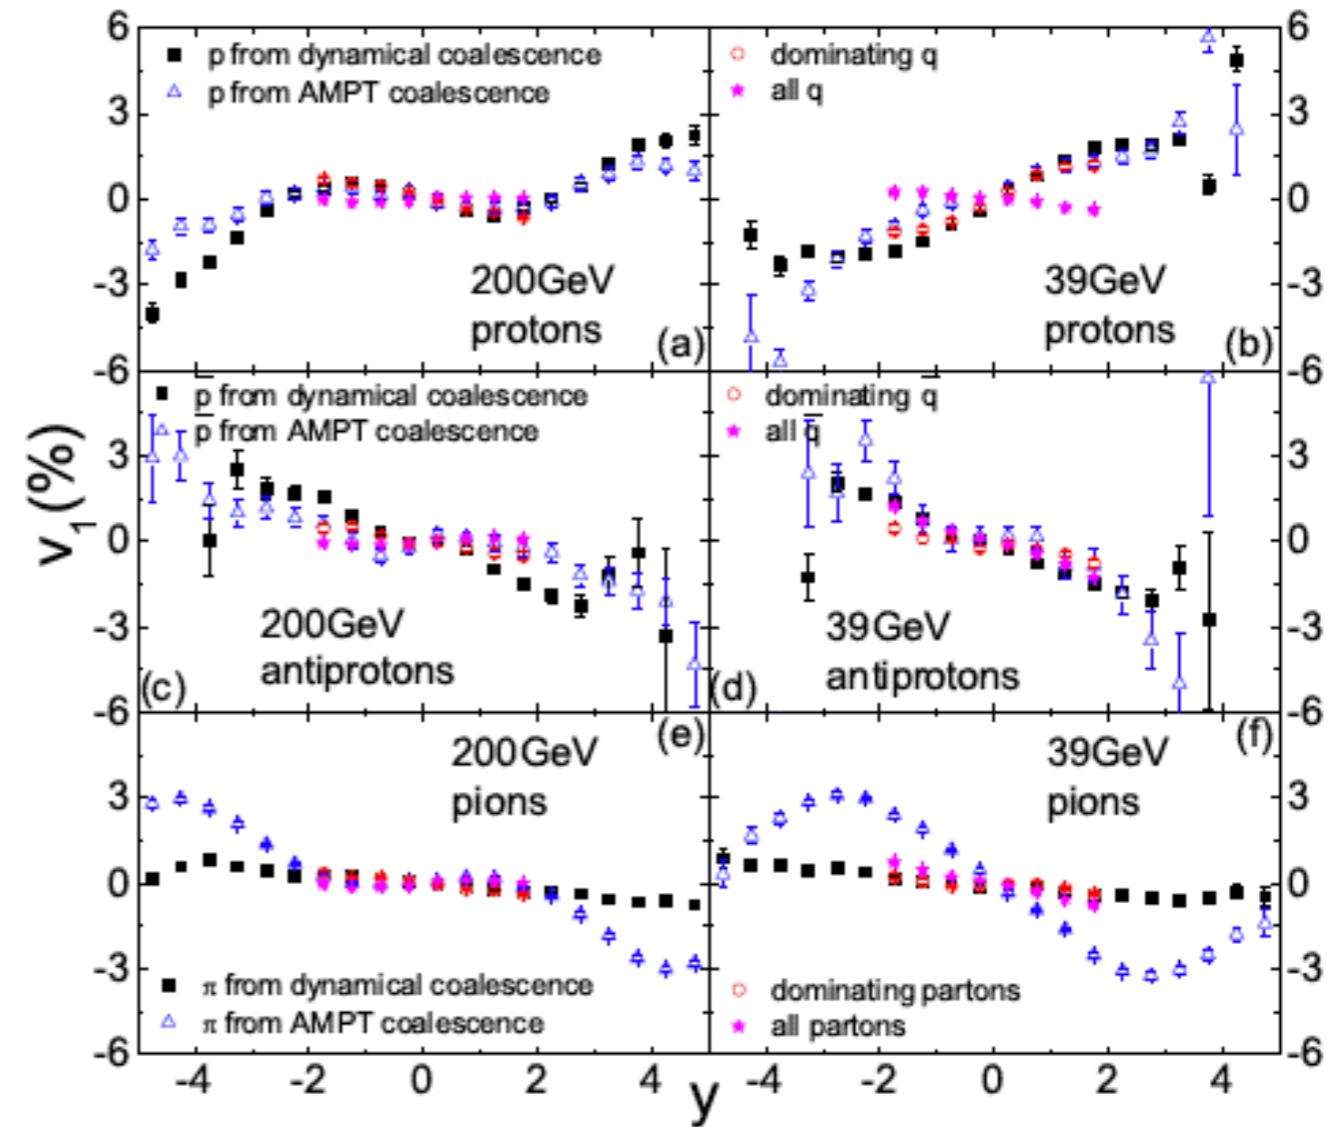 6 6
p from dynamical coalescence dominating q
p from AMPT coalescence all q
3 3
0 0
-3 200GeV 39GeV -3
protons (a) protons (b)
-6 -6
p̅ from dynamical coalescence dominating q̅
p̅ from AMPT coalescence all q̅
3 3
v₁(%)
0 0
-3 200GeV 39GeV -3
antiprotons antiprotons
(c) (d)
-6 -6
200GeV (e) 39GeV (f)
pions pions
3 3
0 0
-3 -3
π from dynamical coalescence dominating partons
π from AMPT coalescence all partons
-6 -6
-4 -2 0 2 4 -4 -2 0 2 4
y